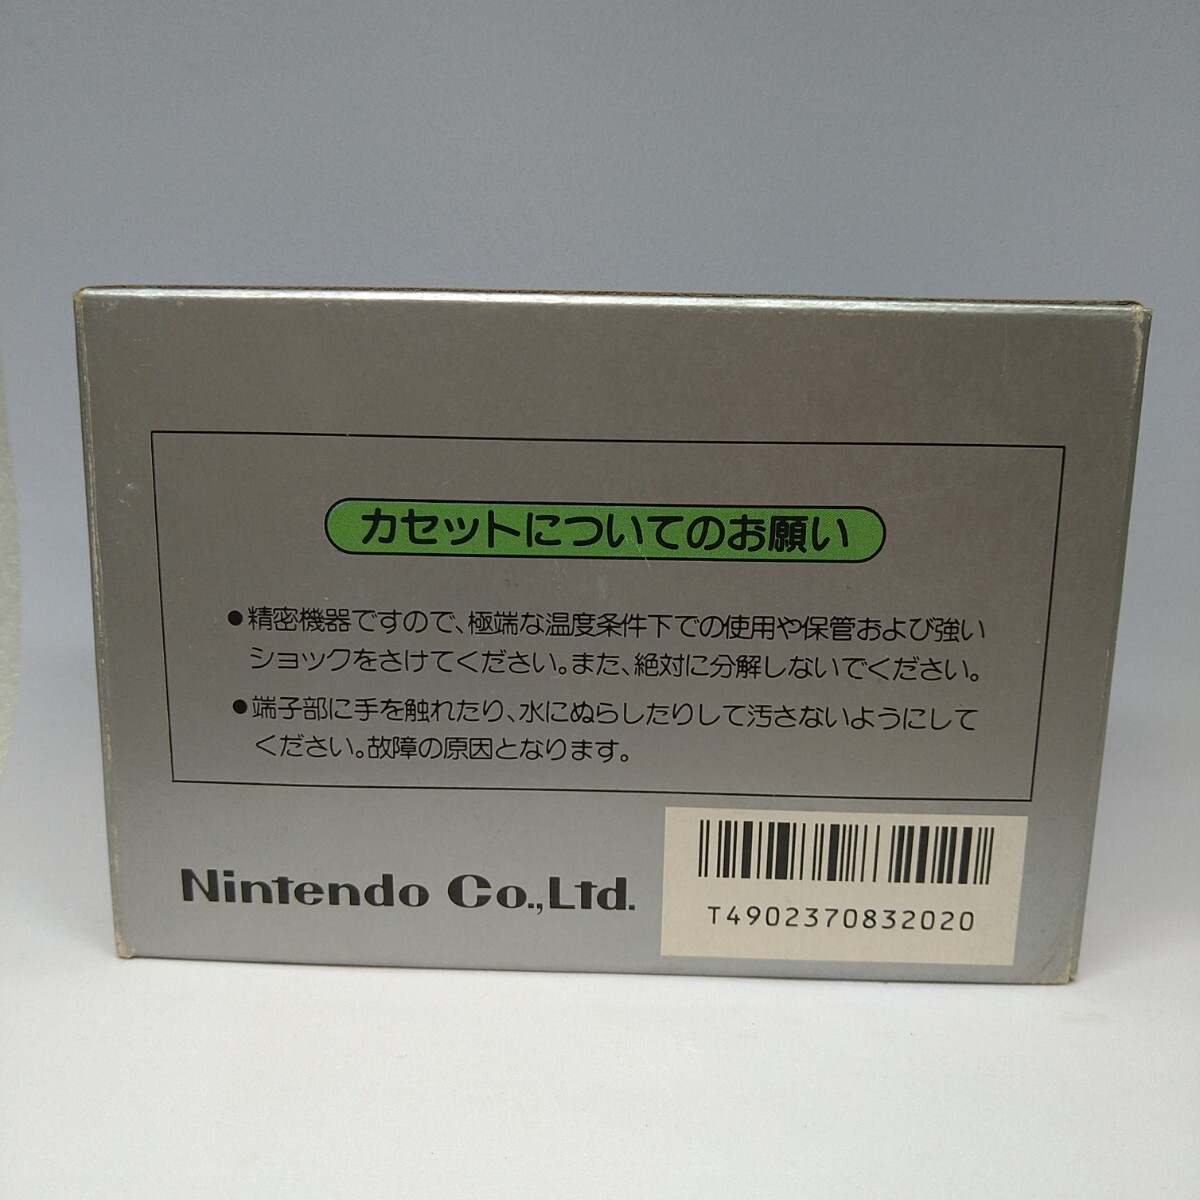 カセットについてのお願い
●精密機器ですので、極端な温度条件下での使用や保管および強い
ショックをさけてください。また、絶対に分解しないでください。
●端子部に手を触れたり、水にぬらしたりして汚さないようにして
ください。故障の原因となります。
Nintendo Co.,Ltd.
T4902370832020